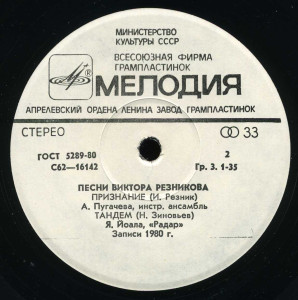 МИНИСТЕРСТВО
КУЛЬТУРЫ СССР
ВСЕСОЮЗНАЯ ФИРМА
ГРАМПЛАСТИНОК
МЕЛОДИЯ
АПРЕЛЕВСКИЙ ОРДЕНА ЛЕНИНА ЗАВОД ГРАМПЛАСТИНОК
СТЕРЕО 33
ГОСТ 5289-80 2
С62—16142 Гр. 3. 1-35
ПЕСНИ ВИКТОРА РЕЗНИКОВА
ПРИЗНАНИЕ (И. Резник)
А. Пугачева, инстр. ансамбль
ТАНДЕМ (Н. Зиновьев)
Я. Йоала, «Радар»
Записи 1980 г.